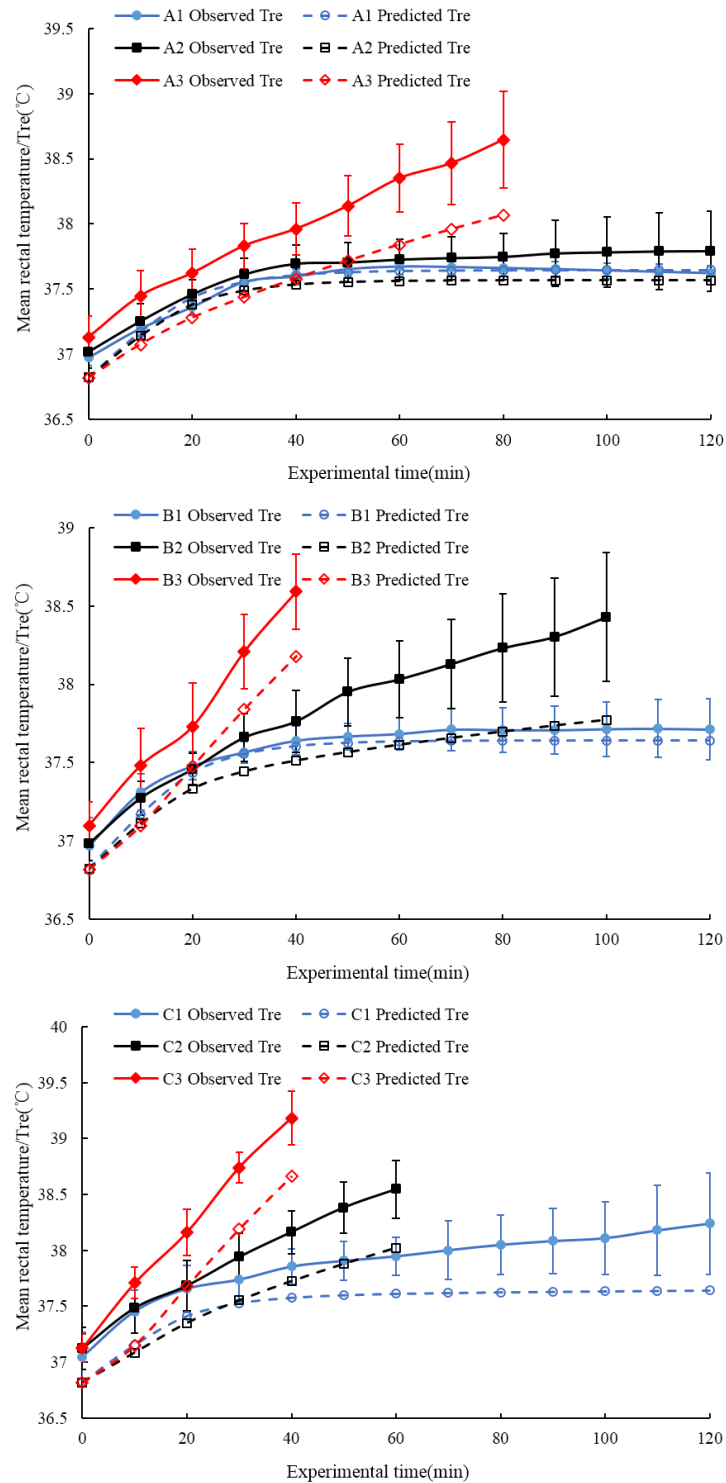 A1 Observed Tre A1 Predicted Tre
A2 Observed Tre A2 Predicted Tre
A3 Observed Tre A3 Predicted Tre
39.5
39
38.5
38
37.5
37
36.5
0 20 40 60 80 100 120
Mean rectal temperature/Tre(℃)
Experimental time(min)
B1 Observed Tre B1 Predicted Tre
B2 Observed Tre B2 Predicted Tre
B3 Observed Tre B3 Predicted Tre
39
38.5
38
37.5
37
36.5
0 20 40 60 80 100 120
Mean rectal temperature/Tre(℃)
Experimental time(min)
C1 Observed Tre C1 Predicted Tre
C2 Observed Tre C2 Predicted Tre
C3 Observed Tre C3 Predicted Tre
40
39.5
39
38.5
38
37.5
37
36.5
0 20 40 60 80 100 120
Mean rectal temperature/Tre(℃)
Experimental time(min)